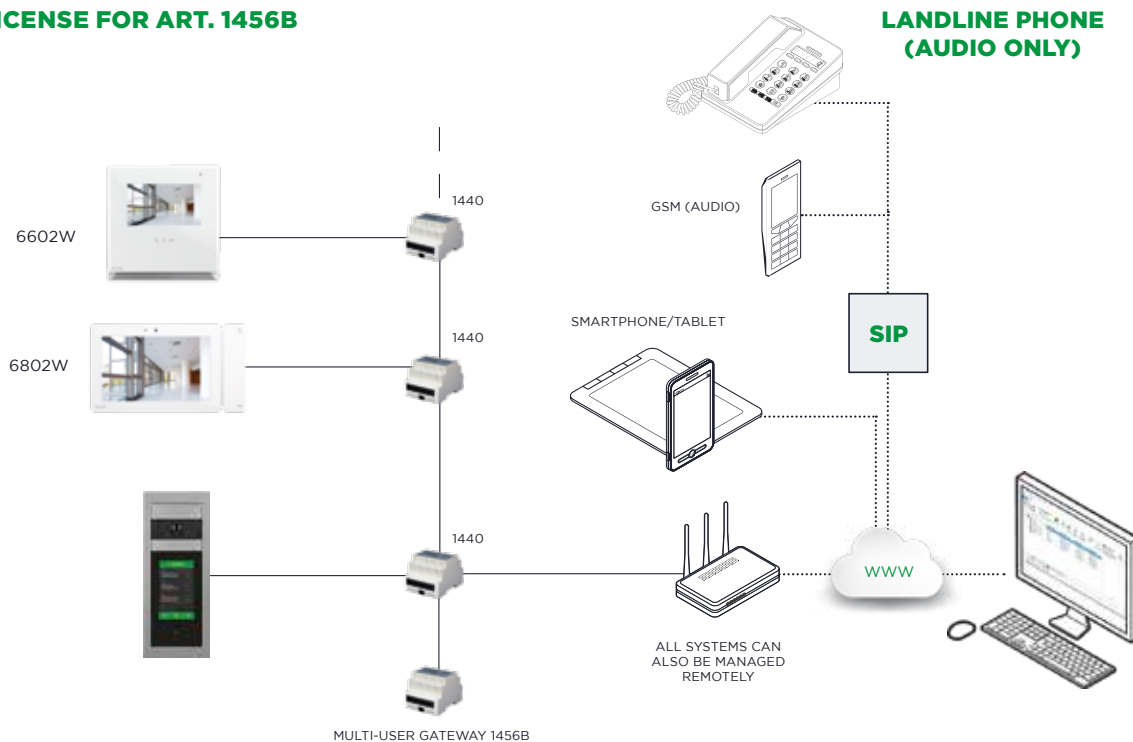 ICENSE FOR ART. 1456B
LANDLINE PHONE
(AUDIO ONLY)
1440
GSM (AUDIO)
6602W
SMARTPHONE/TABLET
SIP
1440
6802W
1440
WWW
ALL SYSTEMS CAN
ALSO BE MANAGED
REMOTELY
MULTI-USER GATEWAY 1456B